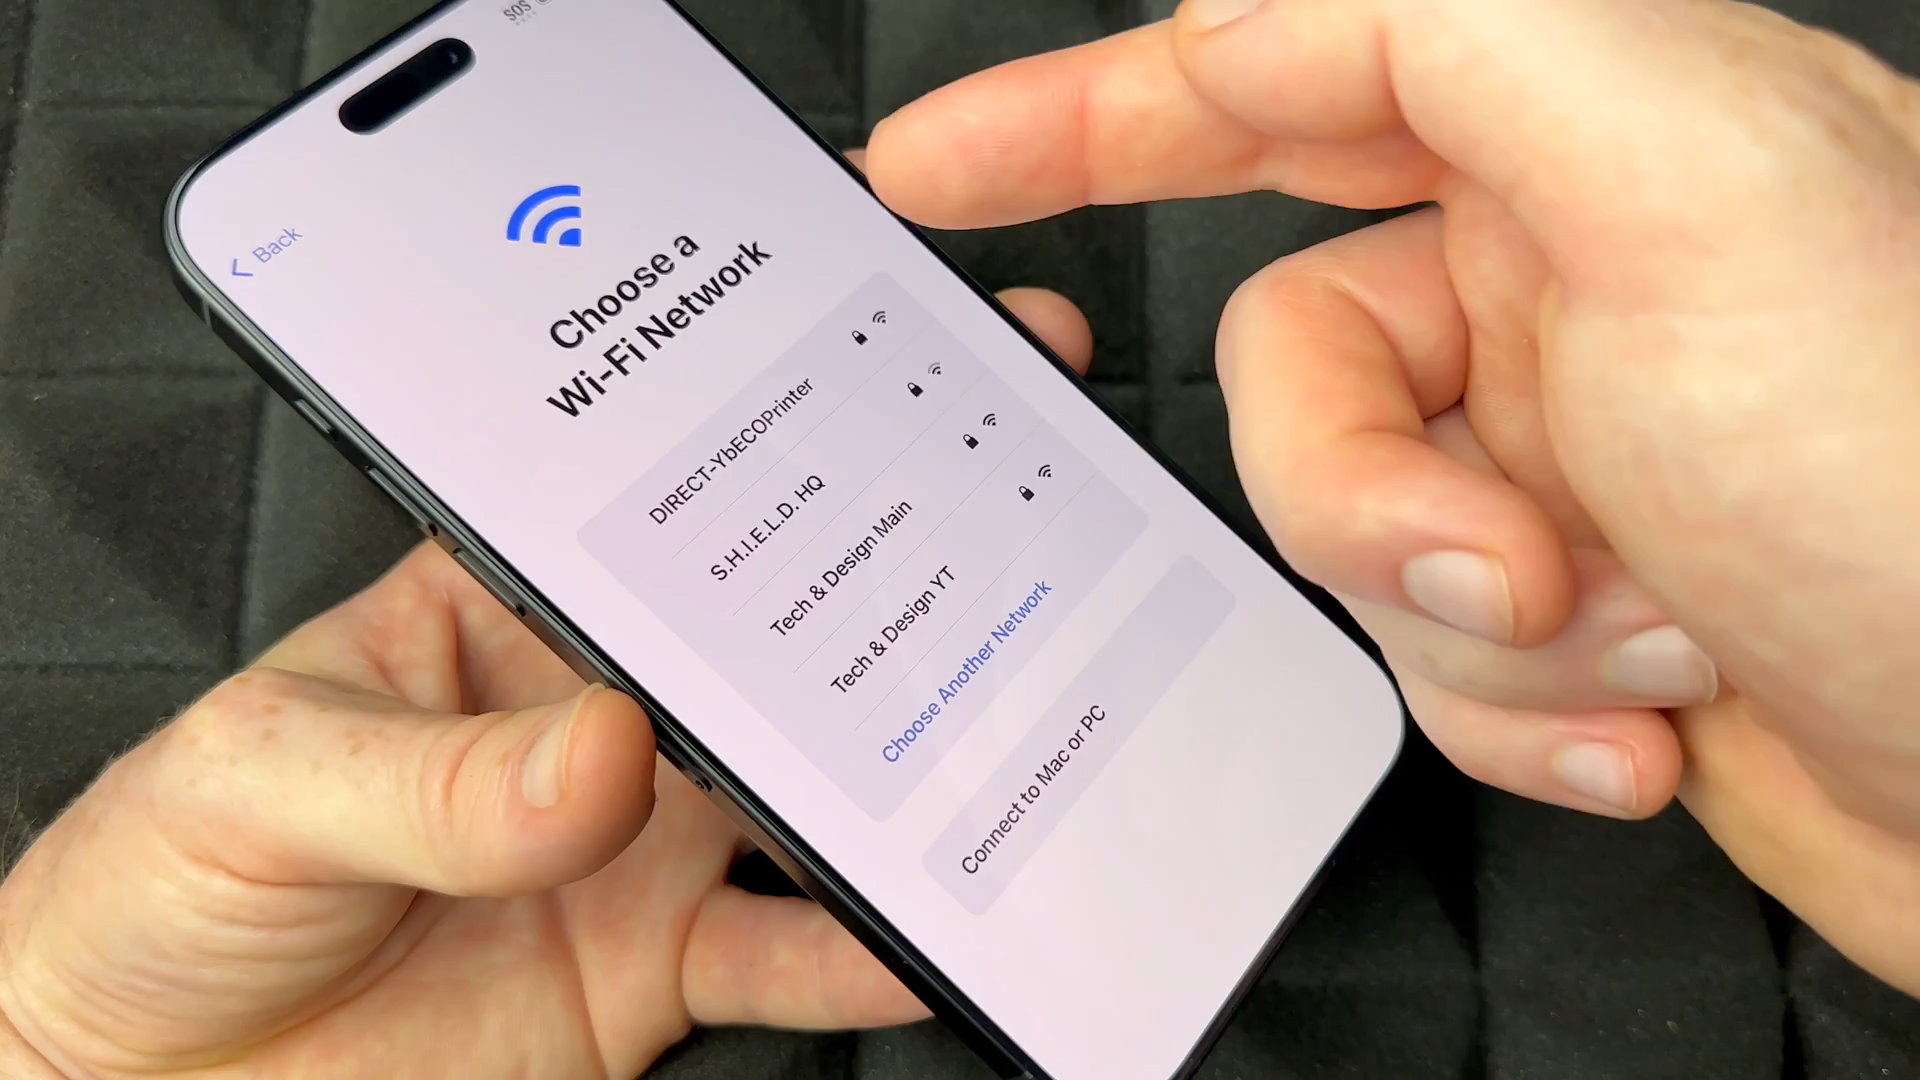 SOS
Back
Choose a
Wi-Fi Network
DIRECT-YbECOPrinter
S.H.I.E.L.D. HQ
Tech & Design Main
Tech & Design YT
Choose Another Network
Connect to Mac or PC